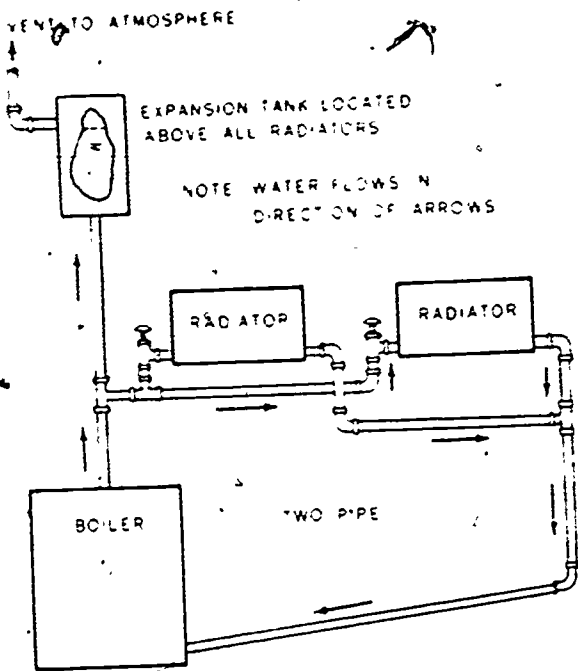 VENT TO ATMOSPHERE
EXPANSION TANK LOCATED
ABOVE ALL RADIATORS
NOTE WATER FLOWS IN
DIRECTION OF ARROWS
RADIATOR
RADIATOR
BOILER
TWO PIPE